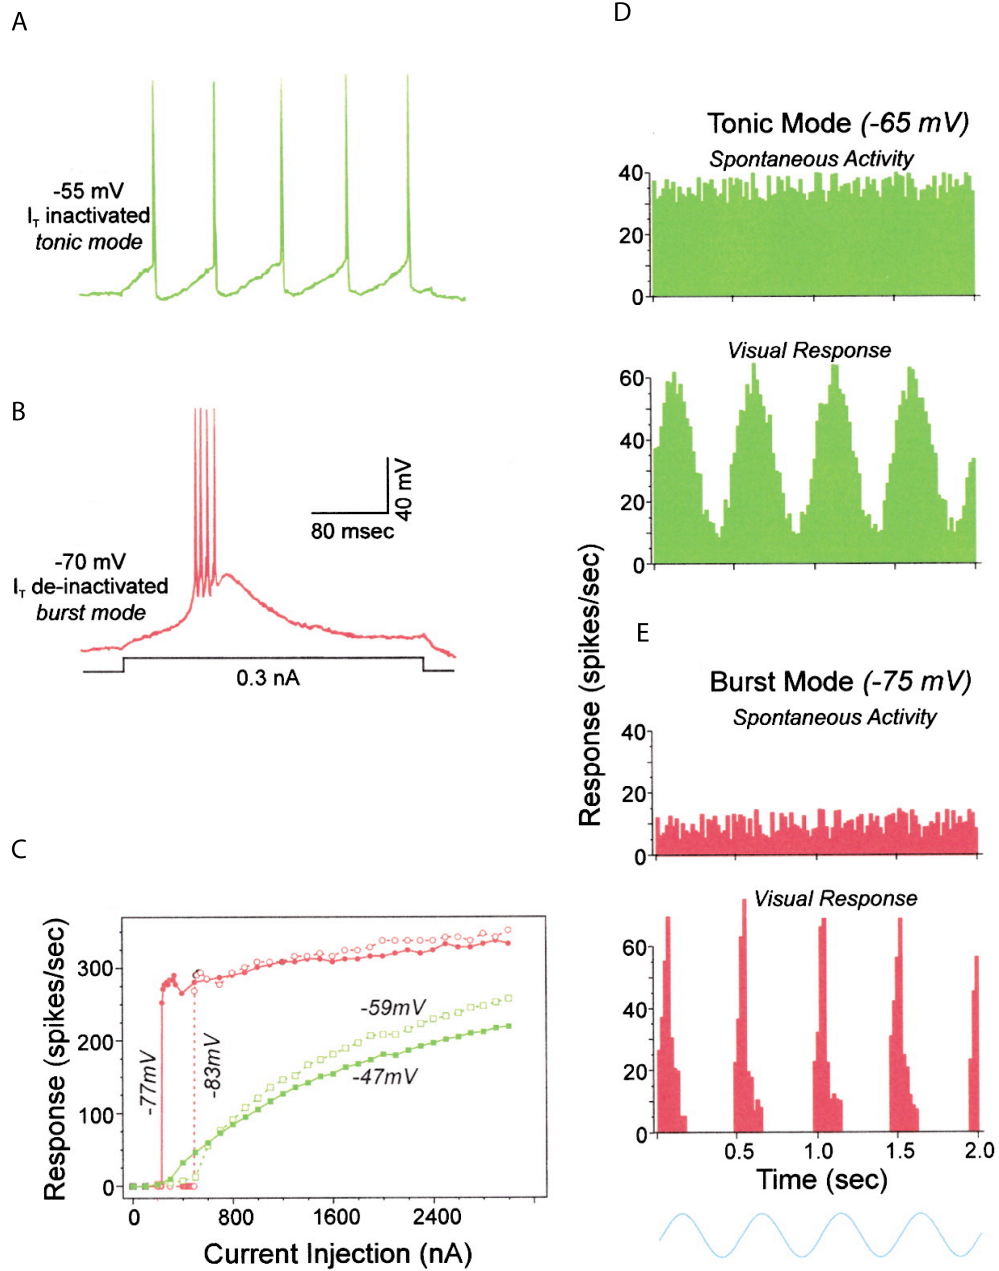 A
-55 mV
IT inactivated
tonic mode
B
-70 mV
IT de-inactivated
burst mode
80 msec
40 mV
0.3 nA
C
Response (spikes/sec)
300
200
100
0
-77mV
-83mV
-59mV
-47mV
0
800
1600
2400
Current Injection (nA)
D
Tonic Mode (-65 mV)
Spontaneous Activity
40
20
0
Visual Response
60
40
20
0
Response (spikes/sec)
E
Burst Mode (-75 mV)
Spontaneous Activity
40
20
0
Visual Response
60
40
20
0
0.5
1.0
1.5
2.0
Time (sec)